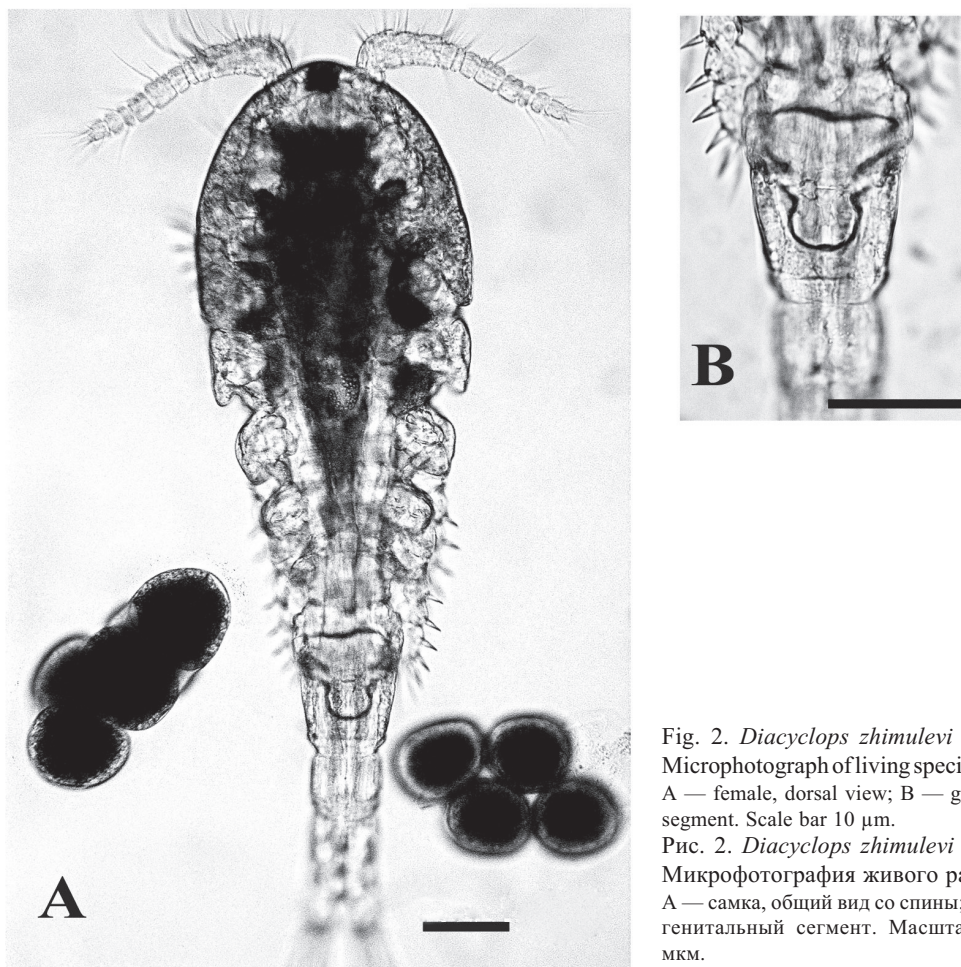 A
B
Fig. 2. Diacyclops zhimulevi
Microphotograph of living speci
A — female, dorsal view; B — g
segment. Scale bar 10 µm.
Рис. 2. Diacyclops zhimulevi
Микрофотография живого ра
А — самка, общий вид со спины;
генитальный сегмент. Масшта
мкм.